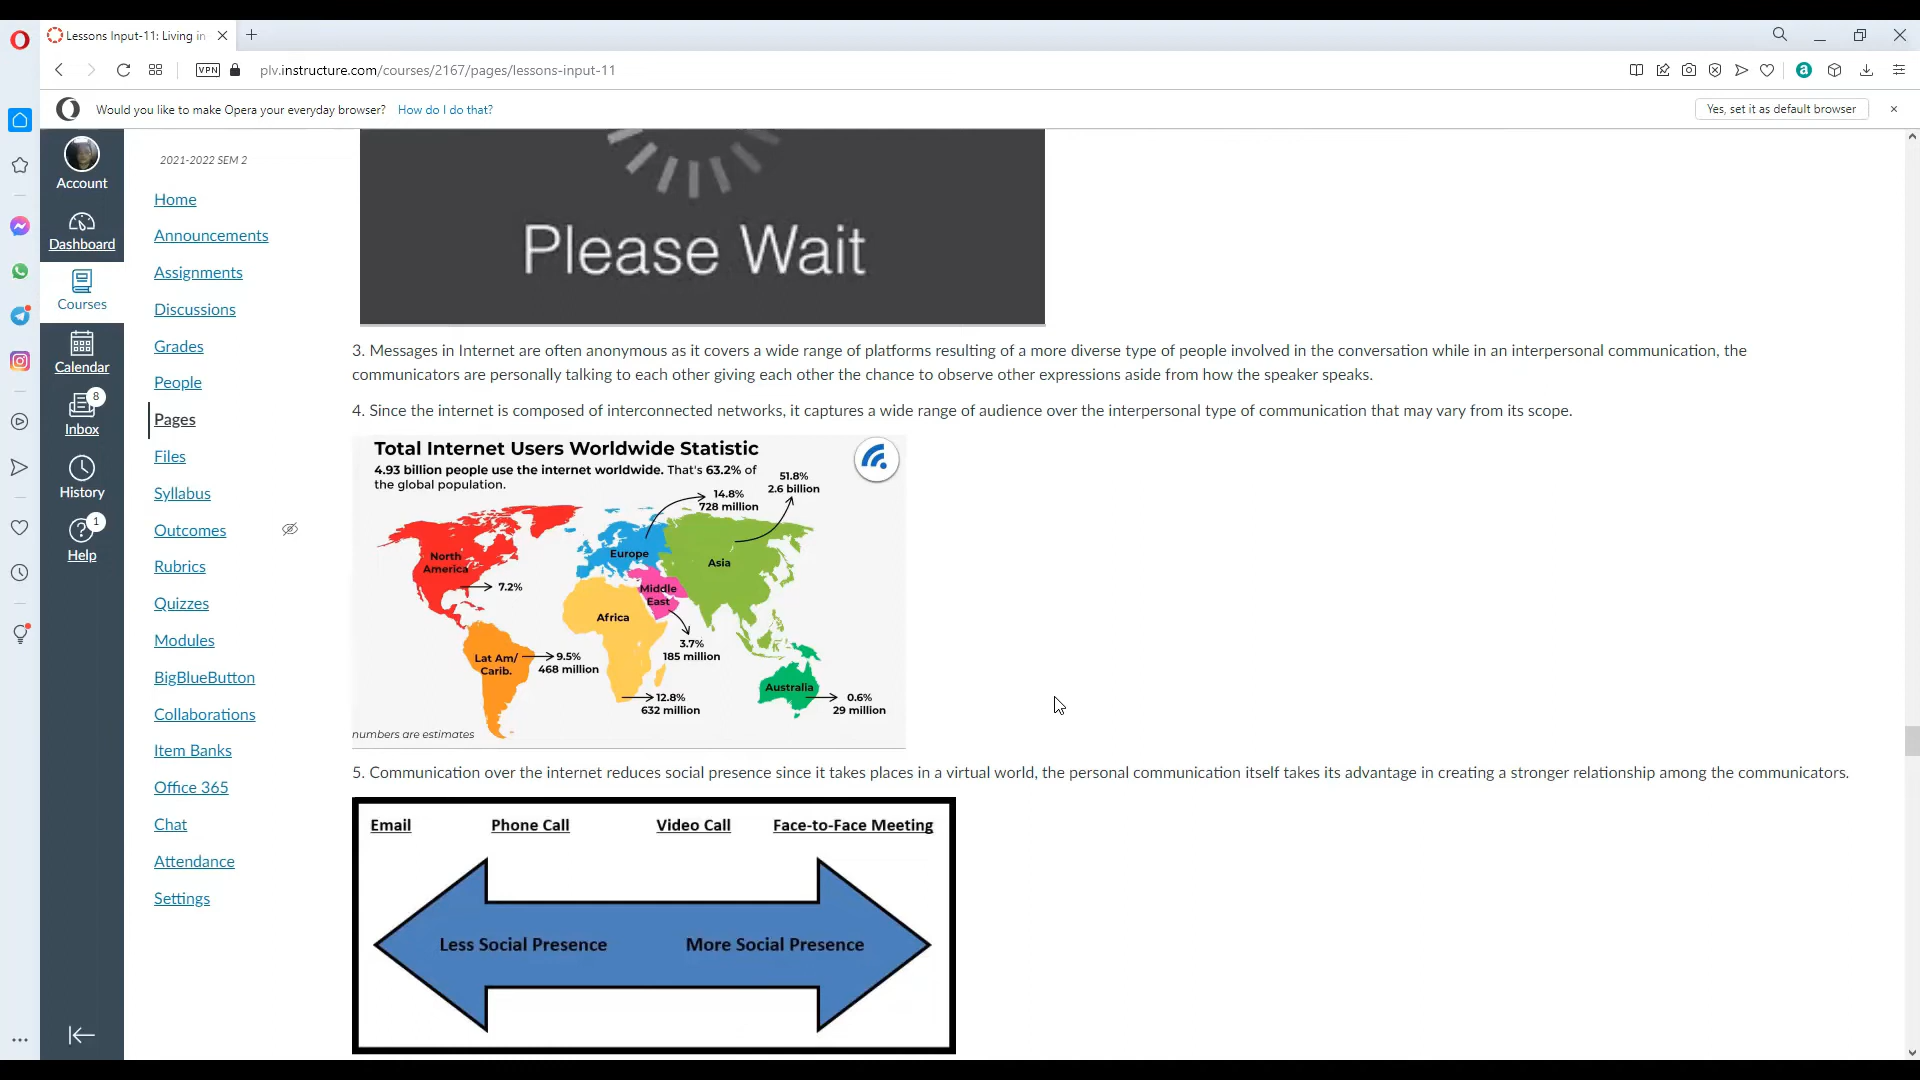 Lessons Input-11: Living in
VPN
plv.instructure.com/courses/2167/pages/lessons-input-11
a
Would you like to make Opera your everyday browser? How do I do that?
Yes, set it as default browser
Account
Dashboard
Courses
Calendar
8
Inbox
History
1
Help
2021-2022 SEM 2
Home
Announcements
Assignments
Discussions
Grades
People
Pages
Files
Syllabus
Outcomes
Rubrics
Quizzes
Modules
BigBlueButton
Collaborations
Item Banks
Office 365
Chat
Attendance
Settings
Please Wait
3. Messages in Internet are often anonymous as it covers a wide range of platforms resulting of a more diverse type of people involved in the conversation while in an interpersonal communication, the
communicators are personally talking to each other giving each other the chance to observe other expressions aside from how the speaker speaks.
4. Since the internet is composed of interconnected networks, it captures a wide range of audience over the interpersonal type of communication that may vary from its scope.
Total Internet Users Worldwide Statistic
4.93 billion people use the internet worldwide. That's 63.2% of
the global population.
51.8%
2.6 billion
14.8%
728 million
North
America
7.2%
Europe
Asia
Middle
East
Africa
3.7%
185 million
Lat Am/
Carib.
9.5%
468 million
12.8%
632 million
Australia
0.6%
29 million
numbers are estimates
5. Communication over the internet reduces social presence since it takes places in a virtual world, the personal communication itself takes its advantage in creating a stronger relationship among the communicators.
Email Phone Call Video Call Face-to-Face Meeting
Less Social Presence More Social Presence